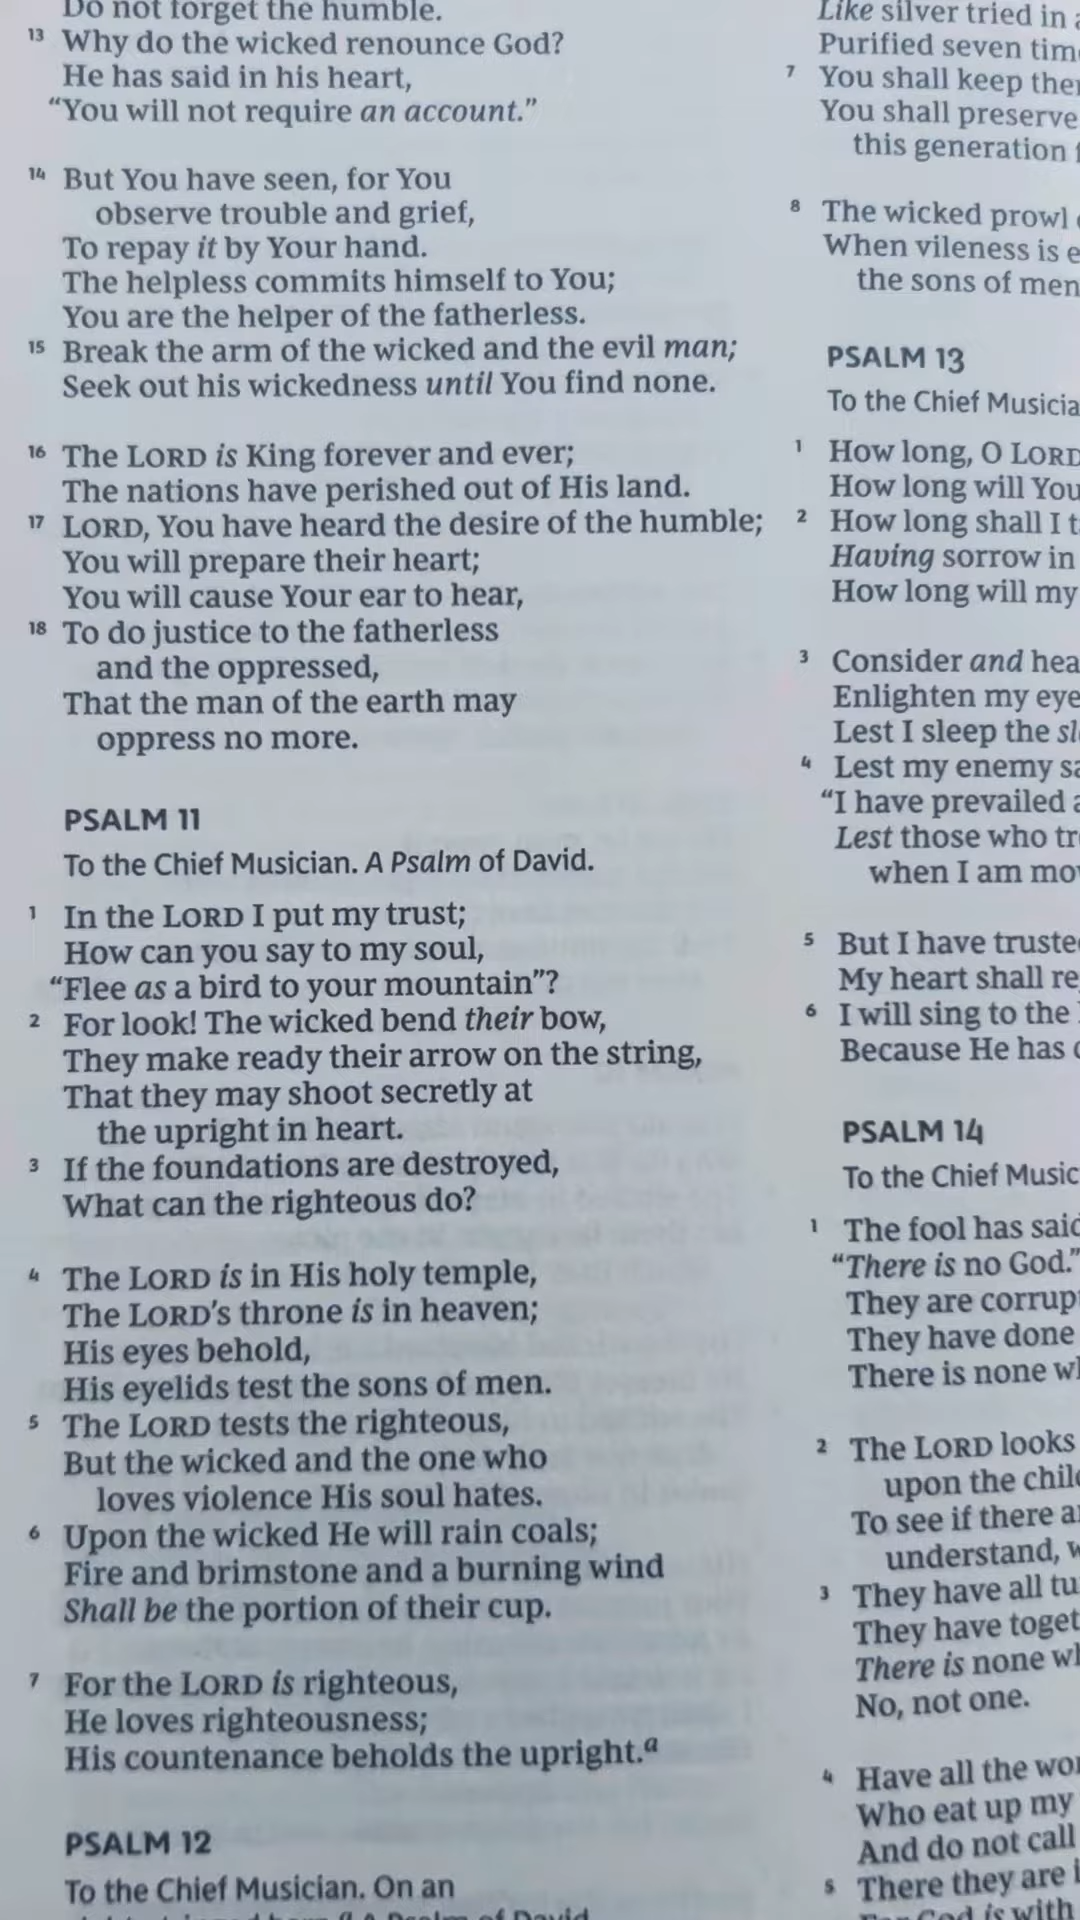 Do not forget the humble.
13 Why do the wicked renounce God?
He has said in his heart,
“You will not require an account.”
14 But You have seen, for You
observe trouble and grief,
To repay it by Your hand.
The helpless commits himself to You;
You are the helper of the fatherless.
15 Break the arm of the wicked and the evil man;
Seek out his wickedness until You find none.
16 The LORD is King forever and ever;
The nations have perished out of His land.
17 LORD, You have heard the desire of the humble;
You will prepare their heart;
You will cause Your ear to hear,
18 To do justice to the fatherless
and the oppressed,
That the man of the earth may
oppress no more.
PSALM 11
To the Chief Musician. A Psalm of David.
1 In the LORD I put my trust;
How can you say to my soul,
“Flee as a bird to your mountain”?
2 For look! The wicked bend their bow,
They make ready their arrow on the string,
That they may shoot secretly at
the upright in heart.
3 If the foundations are destroyed,
What can the righteous do?
4 The LORD is in His holy temple,
The LORD’s throne is in heaven;
His eyes behold,
His eyelids test the sons of men.
5 The LORD tests the righteous,
But the wicked and the one who
loves violence His soul hates.
6 Upon the wicked He will rain coals;
Fire and brimstone and a burning wind
Shall be the portion of their cup.
7 For the LORD is righteous,
He loves righteousness;
His countenance beholds the upright.a
PSALM 12
To the Chief Musician. On an
A Psalm of David.
Like silver tried in
Purified seven
7 You shall keep
You shall preserve
this generation
8 The wicked prowl
When vileness is
the sons of men
PSALM 13
To the Chief
1 How long, O LORD
How long will You
2 How long shall I
Having sorrow in
How long will my
3 Consider and
Enlighten my
Lest I sleep the
4 Lest my enemy
“I have prevailed
Lest those who
when I am
5 But I have
My heart shall
6 I will sing to the
Because He has
PSALM 14
To the Chief
1 The fool has said
“There is no God.”
They are
They have done
There is none
2 The LORD looks
upon the
To see if there
understand,
3 They have all
They have
There is none
No, not one.
4 Have all the
Who eat up my
And do not call
5 There they are
For God is with